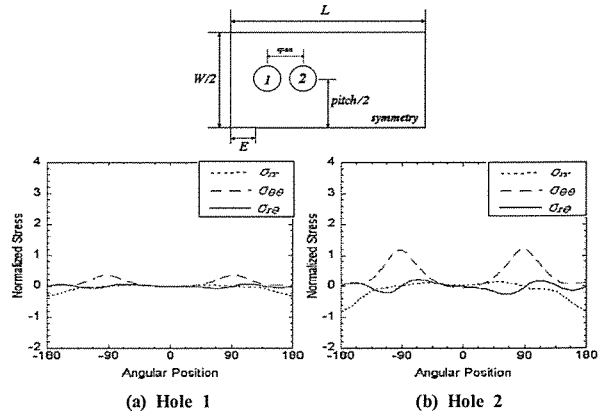 L
span
W/2
1 2
pitch/2
symmetry
E
4
3
2
1
0
-1
-2
Normalized Stress
σrr
σθθ
σrθ
-180 -90 0 90 180
Angular Position
(a) Hole 1
4
3
2
1
0
-1
-2
Normalized Stress
σrr
σθθ
σrθ
-180 -90 0 90 180
Angular Position
(b) Hole 2